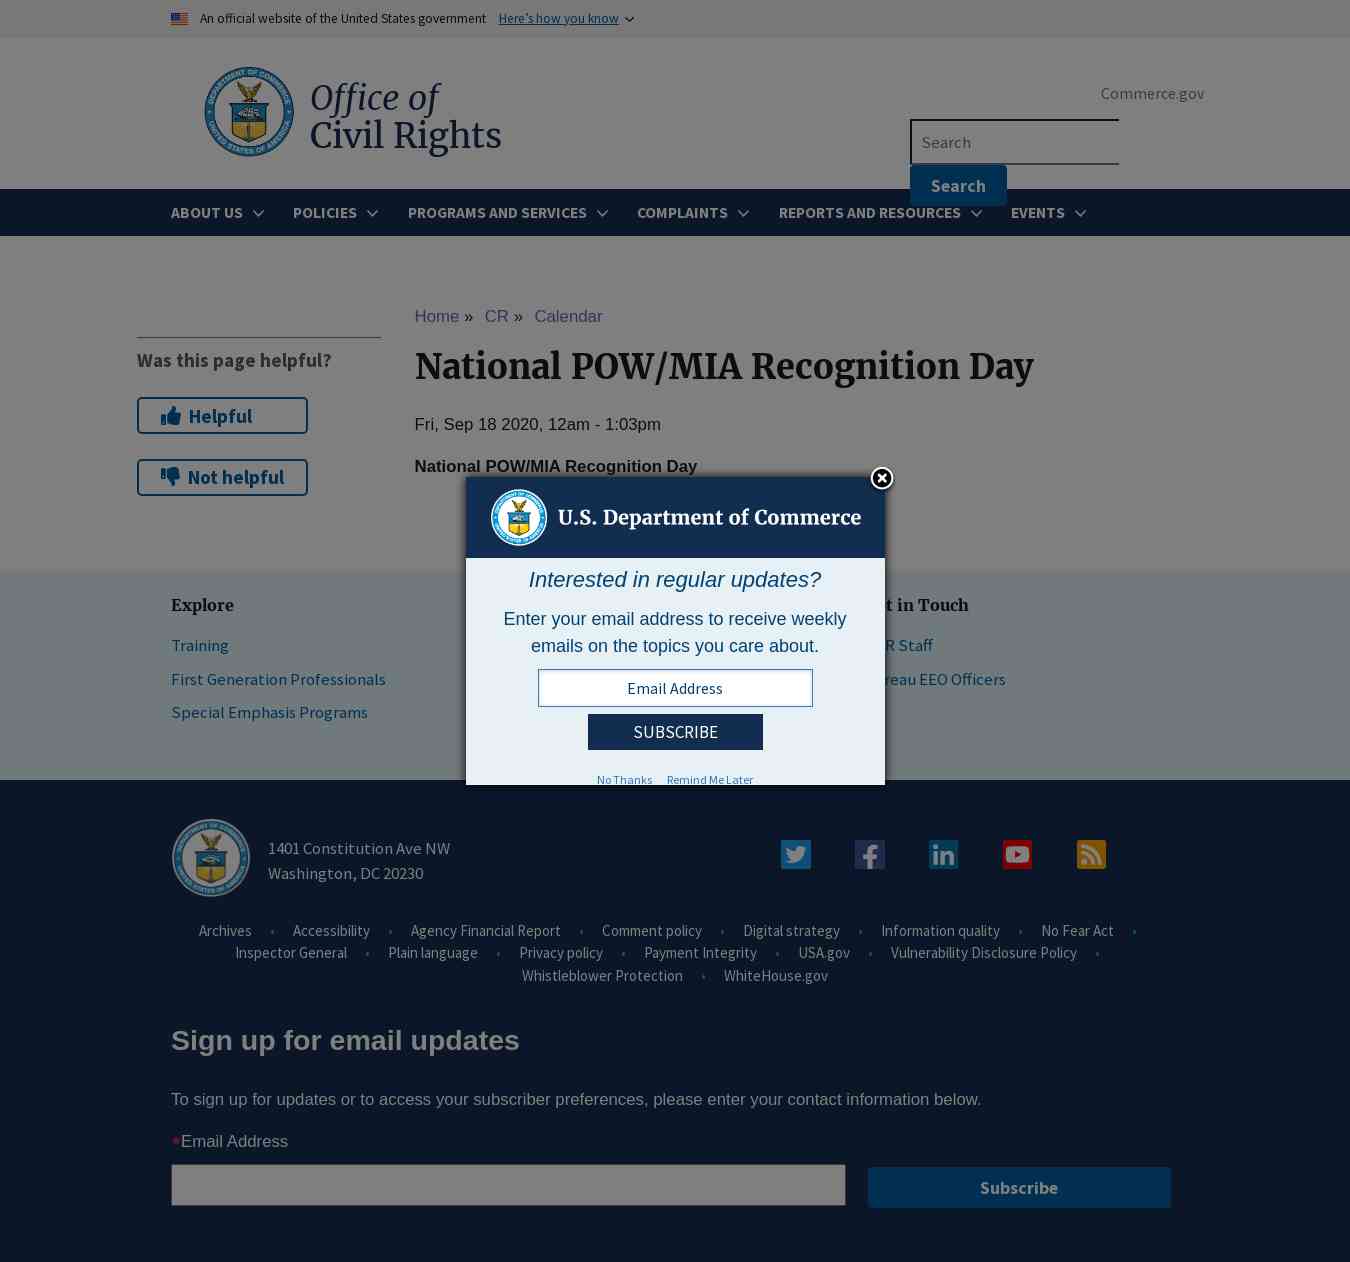 An official website of the United States government Here's how you know
Office of
Civil Rights
Commerce.gov
Search
Search
ABOUT US POLICIES PROGRAMS AND SERVICES COMPLAINTS REPORTS AND RESOURCES EVENTS
Home » CR » Calendar
Was this page helpful?
National POW/MIA Recognition Day
Helpful
Fri, Sep 18 2020, 12am - 1:03pm
National POW/MIA Recognition Day
Not helpful
U.S. Department of Commerce
Interested in regular updates?
Enter your email address to receive weekly
emails on the topics you care about.
Email Address
SUBSCRIBE
No Thanks Remind Me Later
Explore
Training
First Generation Professionals
Special Emphasis Programs
t in Touch
R Staff
reau EEO Officers
1401 Constitution Ave NW
Washington, DC 20230
Archives • Accessibility • Agency Financial Report • Comment policy • Digital strategy • Information quality • No Fear Act •
Inspector General • Plain language • Privacy policy • Payment Integrity • USA.gov • Vulnerability Disclosure Policy •
Whistleblower Protection • WhiteHouse.gov
Sign up for email updates
To sign up for updates or to access your subscriber preferences, please enter your contact information below.
*Email Address
Subscribe